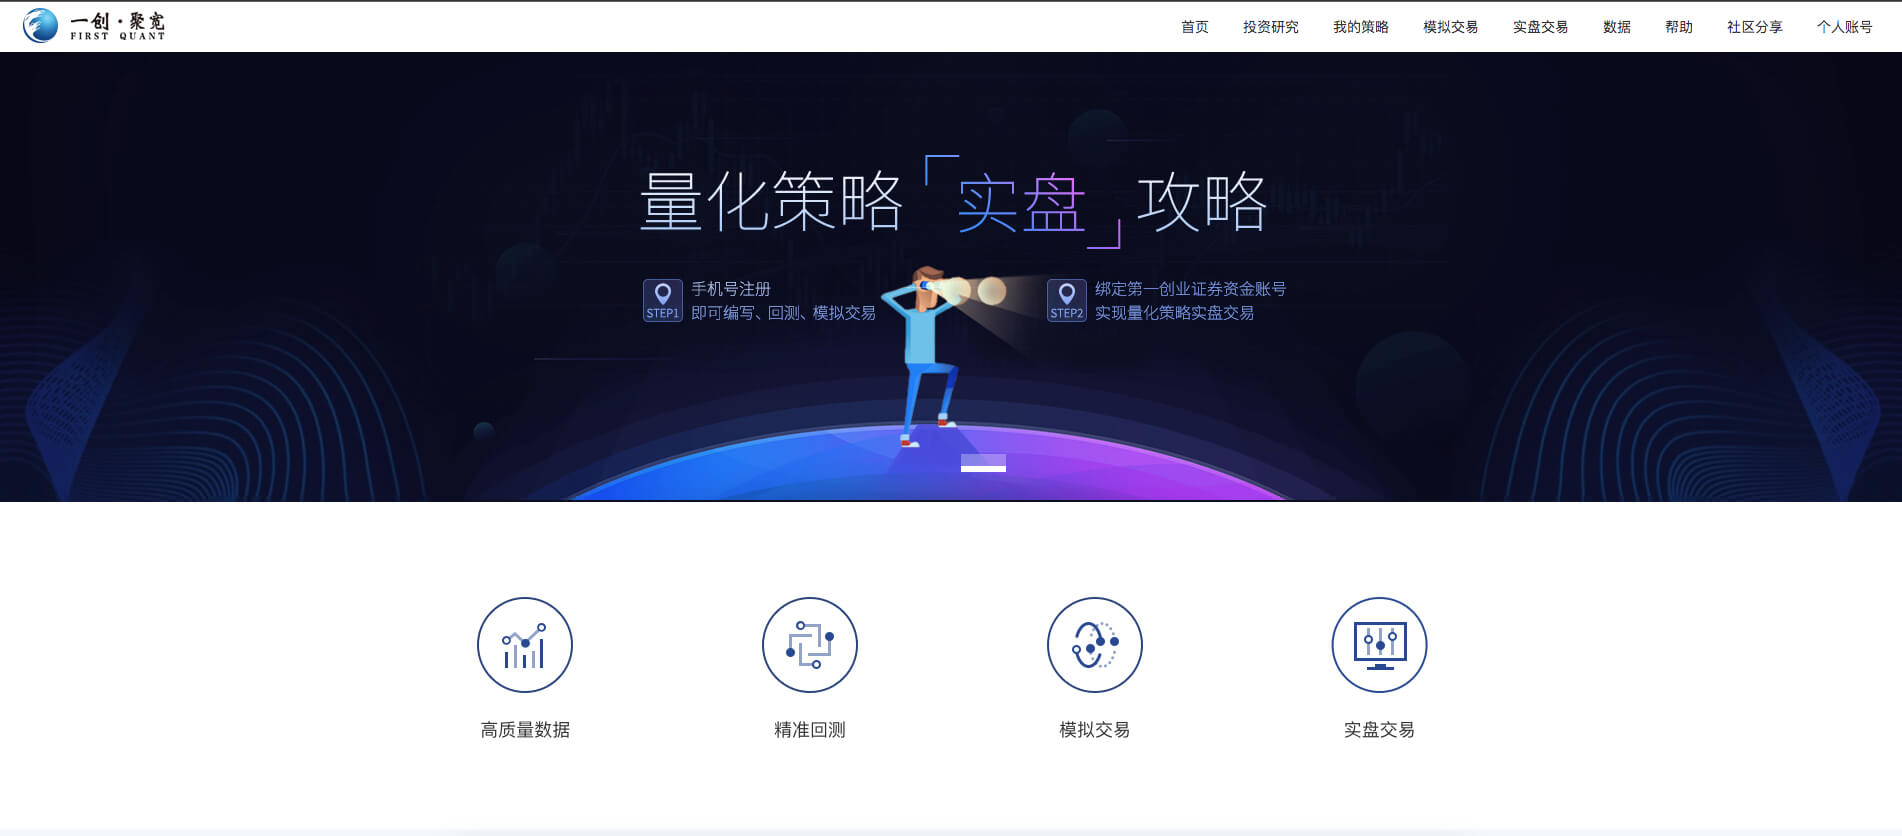 一创·聚宽
FIRST QUANT
首页 投资研究 我的策略 模拟交易 实盘交易 数据 帮助 社区分享 个人账号
量化策略「实盘」攻略
STEP1
手机号注册
即可编写、回测、模拟交易
STEP2
绑定第一创业证券资金账号
实现量化策略实盘交易
高质量数据
精准回测
模拟交易
实盘交易